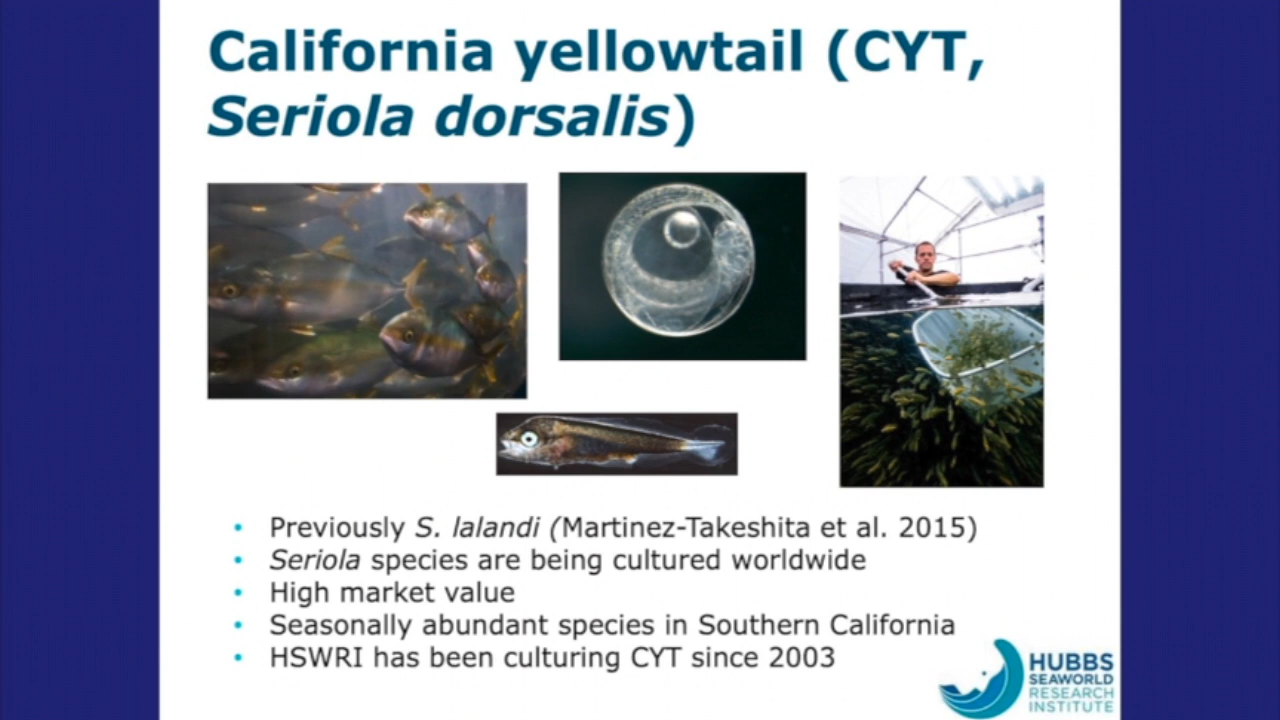 California yellowtail (CYT,
Seriola dorsalis)
• Previously S. lalandi (Martinez-Takeshita et al. 2015)
• Seriola species are being cultured worldwide
• High market value
• Seasonally abundant species in Southern California
• HSWRI has been culturing CYT since 2003
HUBBS
SEAWORLD
RESEARCH
INSTITUTE